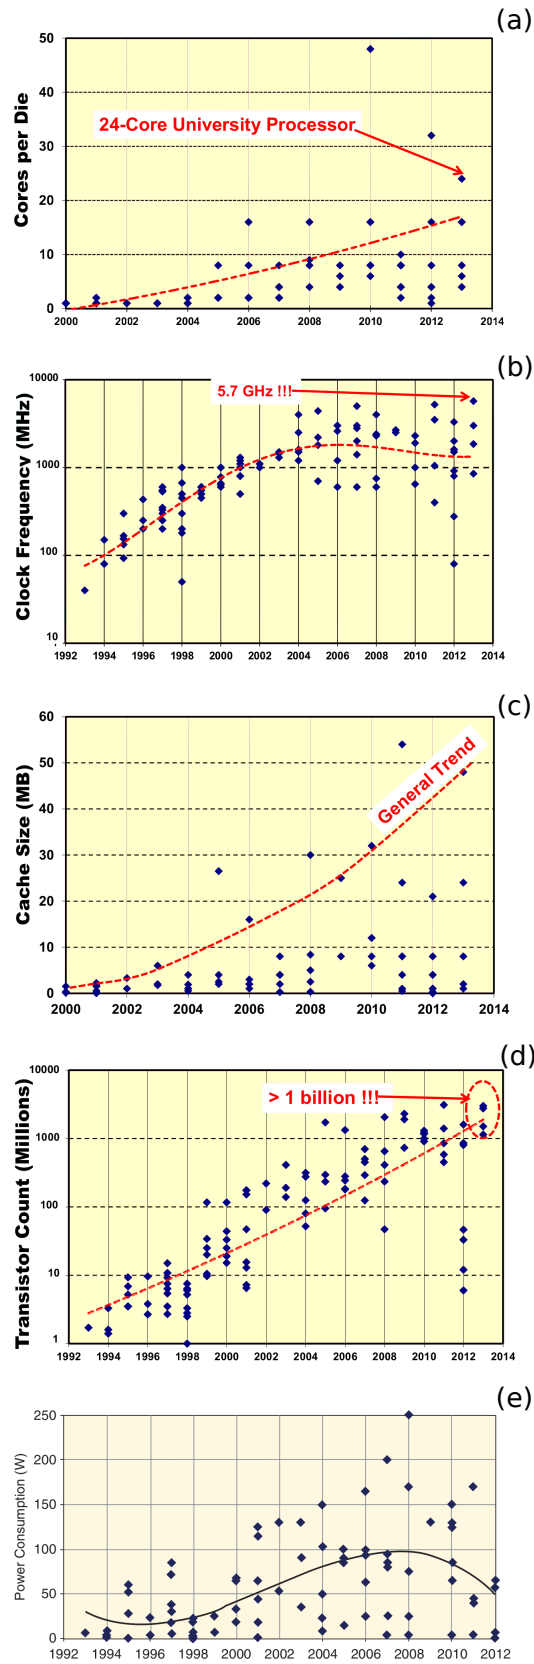 (a)
50
40
30
20
10
0
Cores per Die
24-Core University Processor
2000 2002 2004 2006 2008 2010 2012 2014
(b)
10000
1000
100
10
Clock Frequency (MHz)
5.7 GHz !!!
1992 1994 1996 1998 2000 2002 2004 2006 2008 2010 2012 2014
(c)
60
50
40
30
20
10
0
Cache Size (MB)
General Trend
2000 2002 2004 2006 2008 2010 2012 2014
(d)
10000
1000
100
10
1
Transistor Count (Millions)
> 1 billion !!!
1992 1994 1996 1998 2000 2002 2004 2006 2008 2010 2012 2014
(e)
250
200
150
100
50
0
Power Consumption (W)
1992 1994 1996 1998 2000 2002 2004 2006 2008 2010 2012